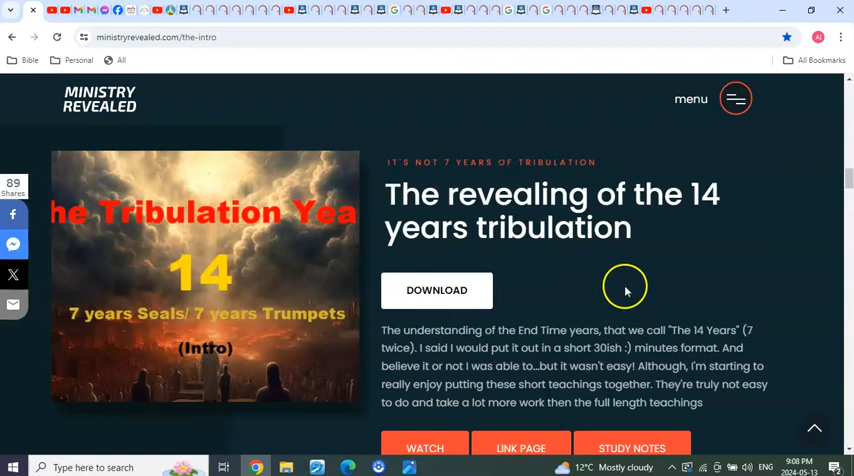 ministryrevealed.com/the-intro
AI
Bible
Personal
All
All Bookmarks
MINISTRY
REVEALED
menu
89
Shares
IT'S NOT 7 YEARS OF TRIBULATION
The revealing of the 14
years tribulation
he Tribulation Yea
14
7 years Seals/ 7 years Trumpets
(Intro)
DOWNLOAD
The understanding of the End Time years, that we call "The 14 Years" (7
twice). I said I would put it out in a short 30ish :) minutes format. And
believe it or not I was able to...but it wasn't easy! Although, I'm starting to
really enjoy putting these short teachings together. They're truly not easy
to do and take a lot more work then the full length teachings
WATCH
LINK PAGE
STUDY NOTES
Type here to search
12°C Mostly cloudy
9:08 PM
2024-05-13
2